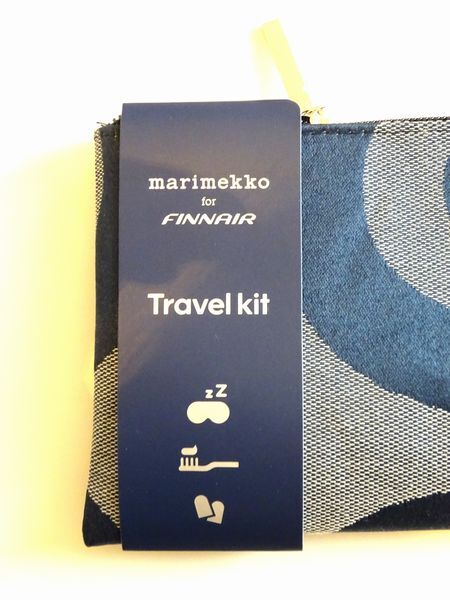 marimekko
for
FINNAIR
Travel kit
zZ